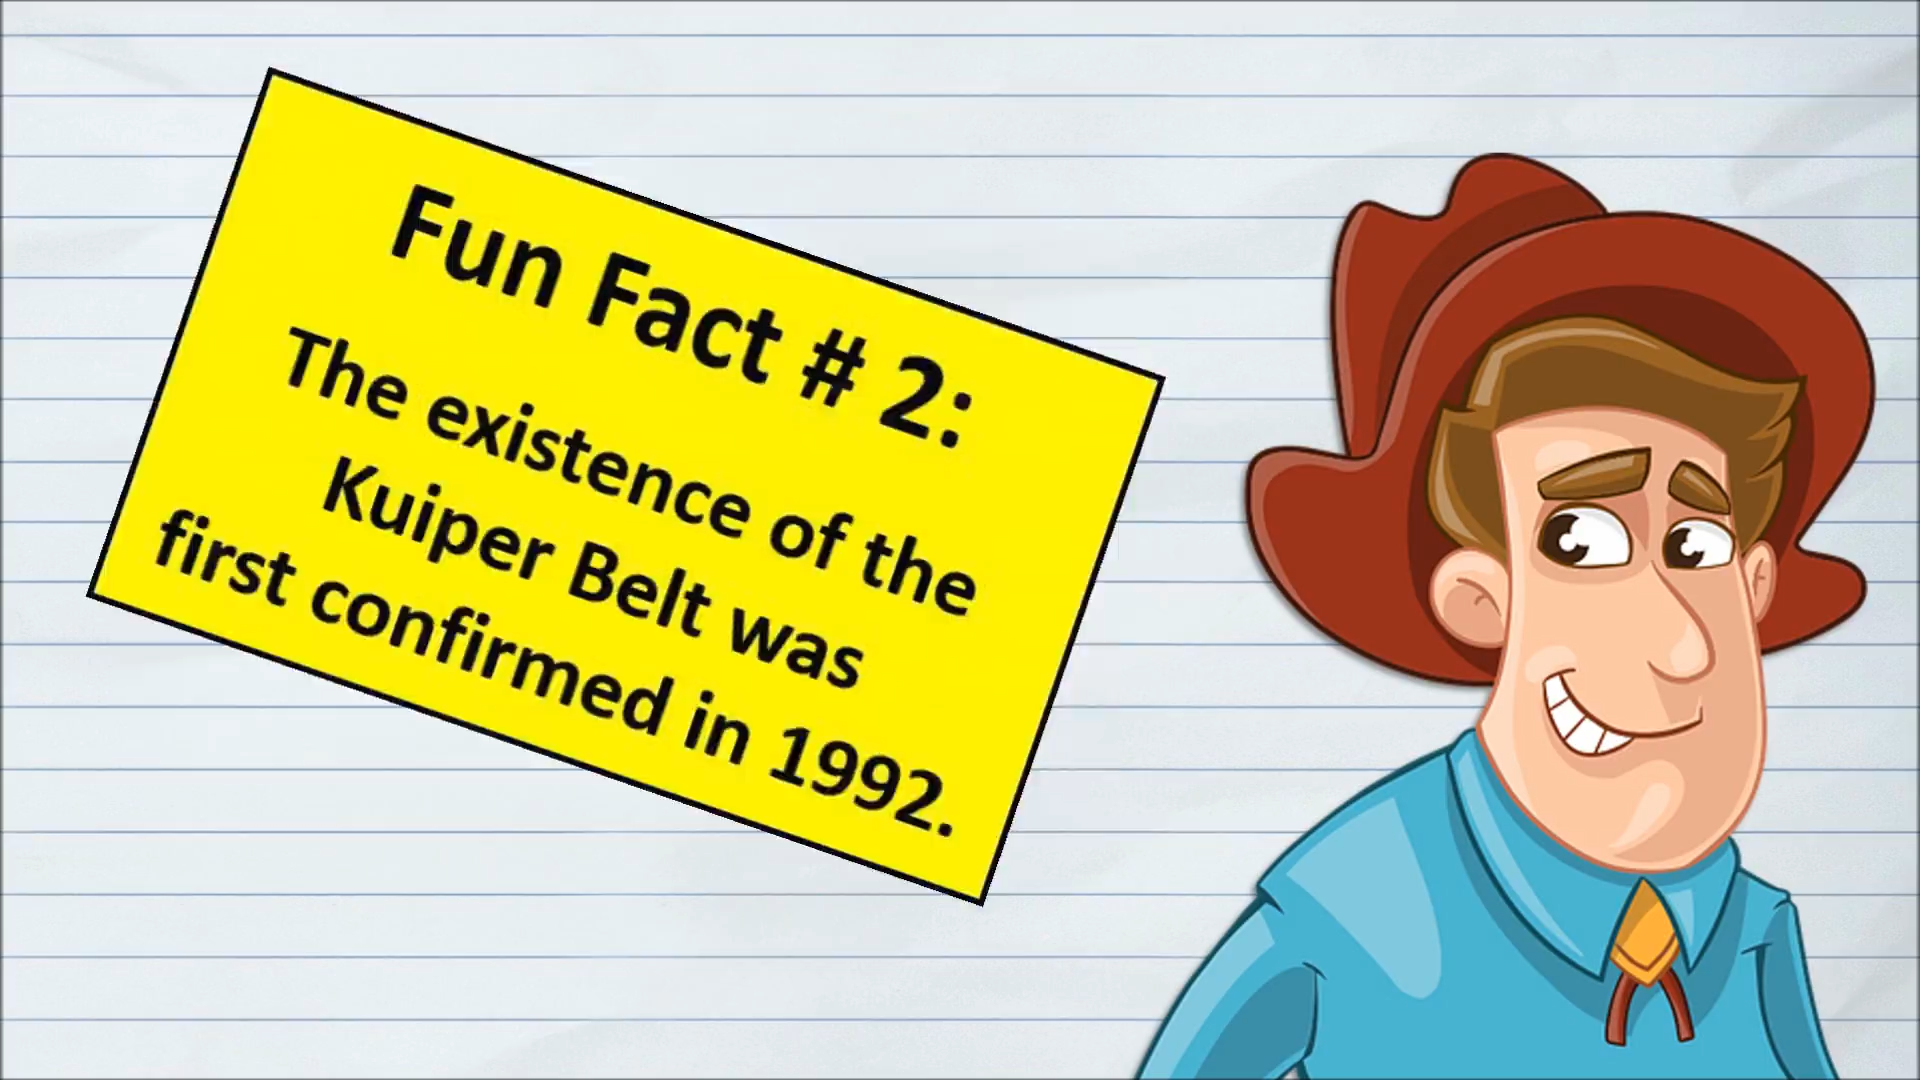 Fun Fact # 2:
The existence of the
Kuiper Belt was
first confirmed in 1992.